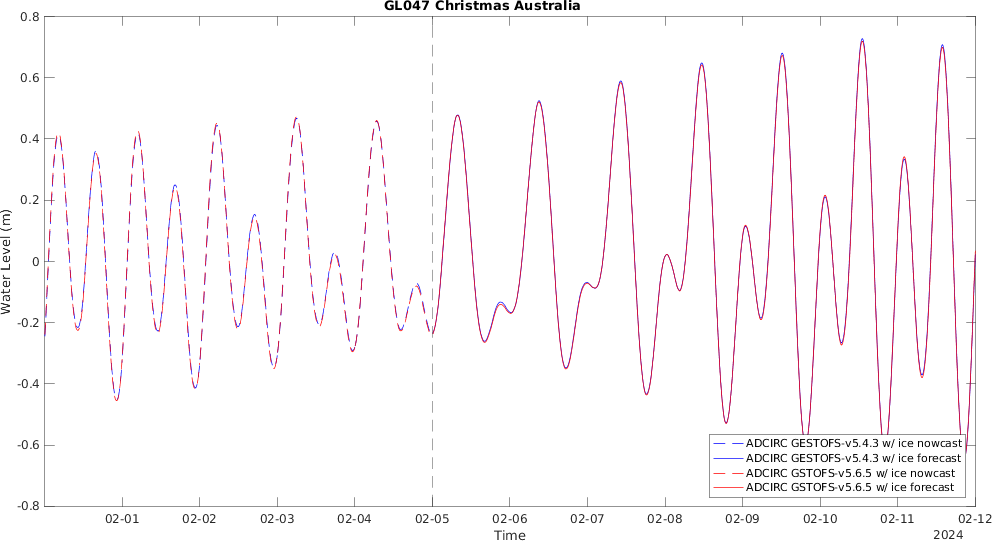 GL047 Christmas Australia
0.8
0.6
0.4
0.2
0
-0.2
-0.4
-0.6
-0.8
Water Level (m)
ADCIRC GESTOFS-v5.4.3 w/ ice nowcast
ADCIRC GESTOFS-v5.4.3 w/ ice forecast
ADCIRC GSTOFS-v5.6.5 w/ ice nowcast
ADCIRC GSTOFS-v5.6.5 w/ ice forecast
02-01 02-02 02-03 02-04 02-05 02-06 02-07 02-08 02-09 02-10 02-11 02-12
Time
2024